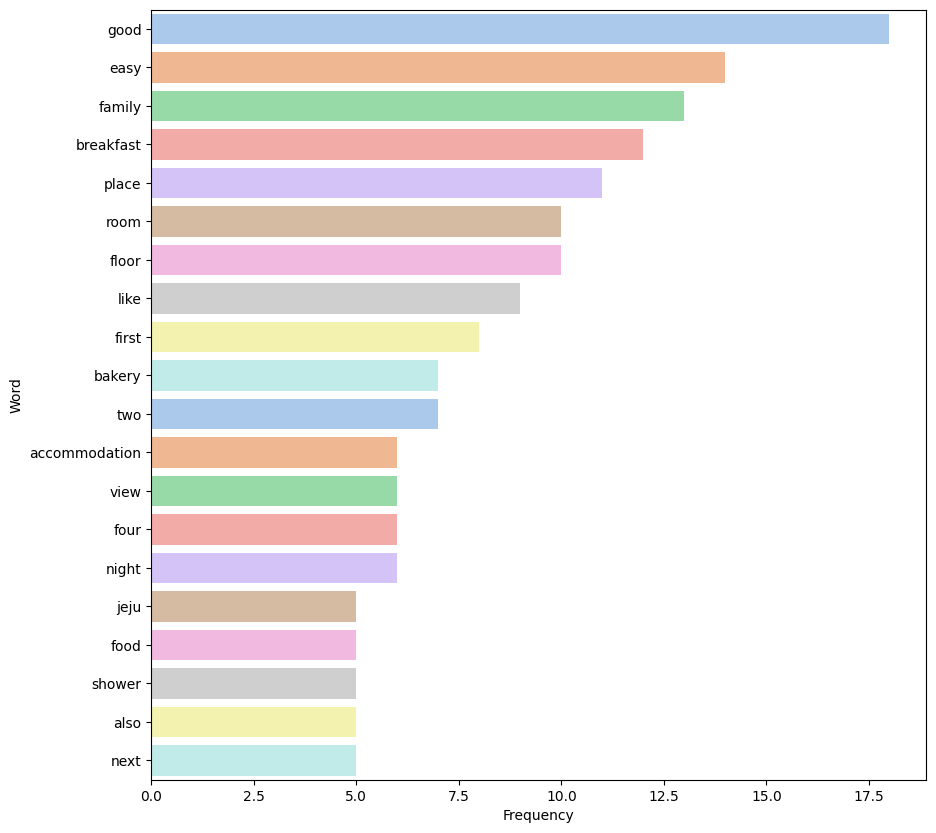 good
easy
family
breakfast
place
room
floor
like
first
bakery
two
accommodation
view
four
night
jeju
food
shower
also
next
Word
0.0 2.5 5.0 7.5 10.0 12.5 15.0 17.5
Frequency